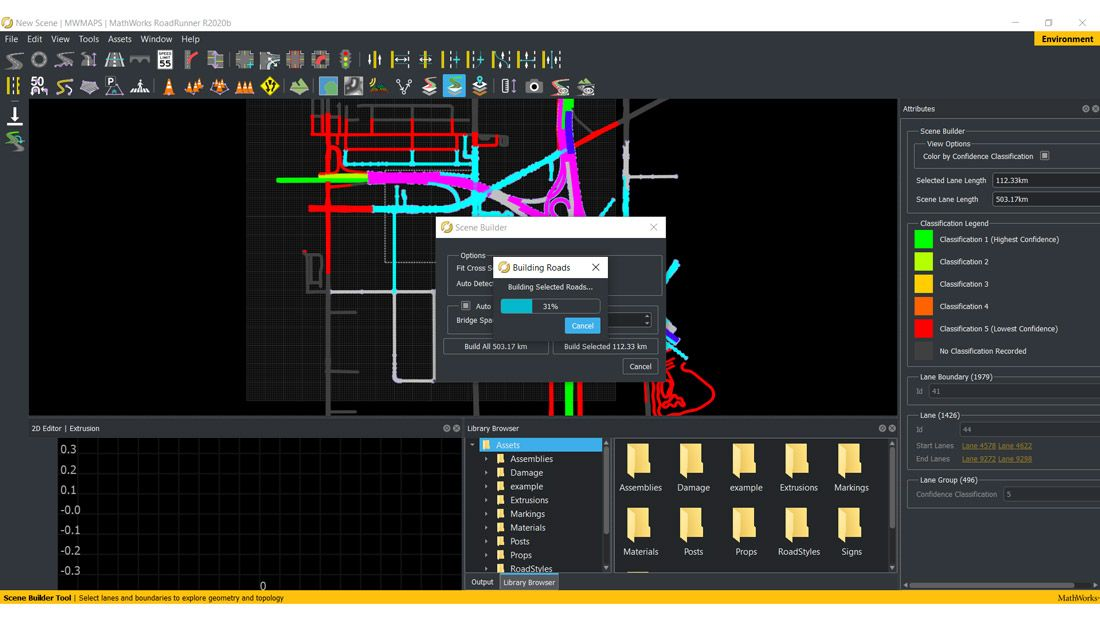 New Scene | MWMAPS | MathWorks RoadRunner R2020b
File Edit View Tools Assets Window Help
Environment
SPEED LIMIT 55
50
P
Attributes
Scene Builder
View Options
Color by Confidence Classification
Selected Lane Length 112.33km
Scene Lane Length 503.17km
Classification Legend
Classification 1 (Highest Confidence)
Classification 2
Classification 3
Classification 4
Classification 5 (Lowest Confidence)
No Classification Recorded
Lane Boundary (1979)
Id 41
Lane (1426)
Id 44
Start Lanes Lane 4578 Lane 4622
End Lanes Lane 9272 Lane 9298
Lane Group (496)
Confidence Classification 5
Scene Builder
Options
Fit Cross S
Auto Detec
Auto
Bridge Spa
Build All 503.17 km Build Selected 112.33 km
Cancel
Building Roads
Building Selected Roads...
31%
Cancel
2D Editor | Extrusion
0.3
0.2
0.1
-0.0
-0.1
-0.2
-0.3
0
Library Browser
Assets
Assemblies
Damage
example
Extrusions
Markings
Materials
Posts
Props
RoadStyles
Assemblies Damage example Extrusions Markings
Materials Posts Props RoadStyles Signs
Output Library Browser
Scene Builder Tool | Select lanes and boundaries to explore geometry and topology
MathWorks